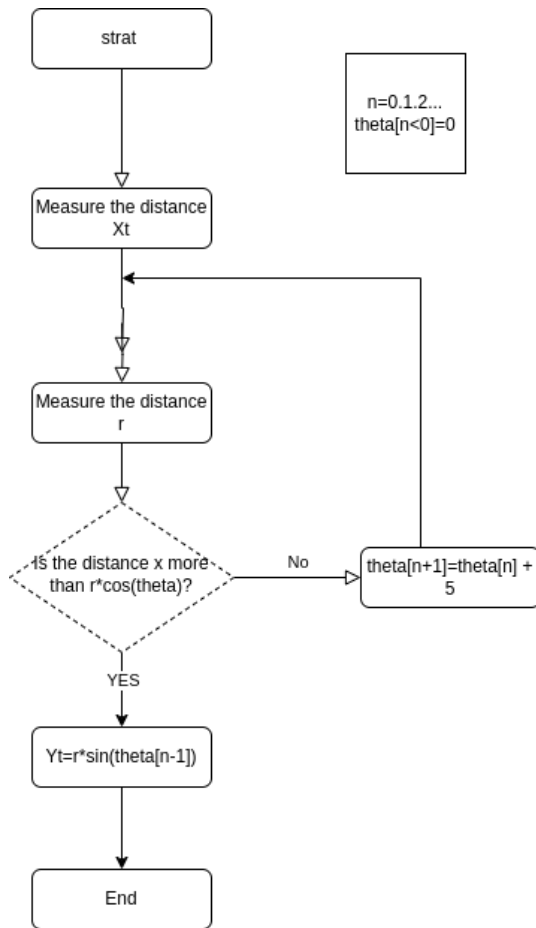 strat
n=0.1.2...
theta[n<0]=0
Measure the distance
Xt
Measure the distance
r
Is the distance x more
than r*cos(theta)?
No
theta[n+1]=theta[n] +
5
YES
Yt=r*sin(theta[n-1])
End